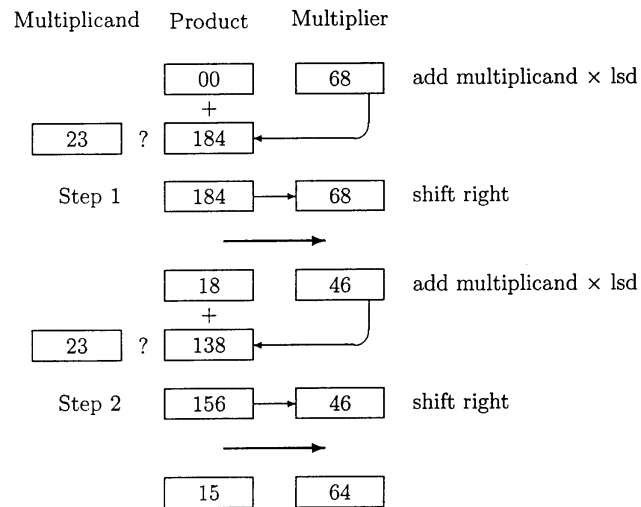 Multiplicand Product Multiplier
00 68 add multiplicand × lsd
+
23 ? 184
Step 1 184 68 shift right
18 46 add multiplicand × lsd
+
23 ? 138
Step 2 156 46 shift right
15 64